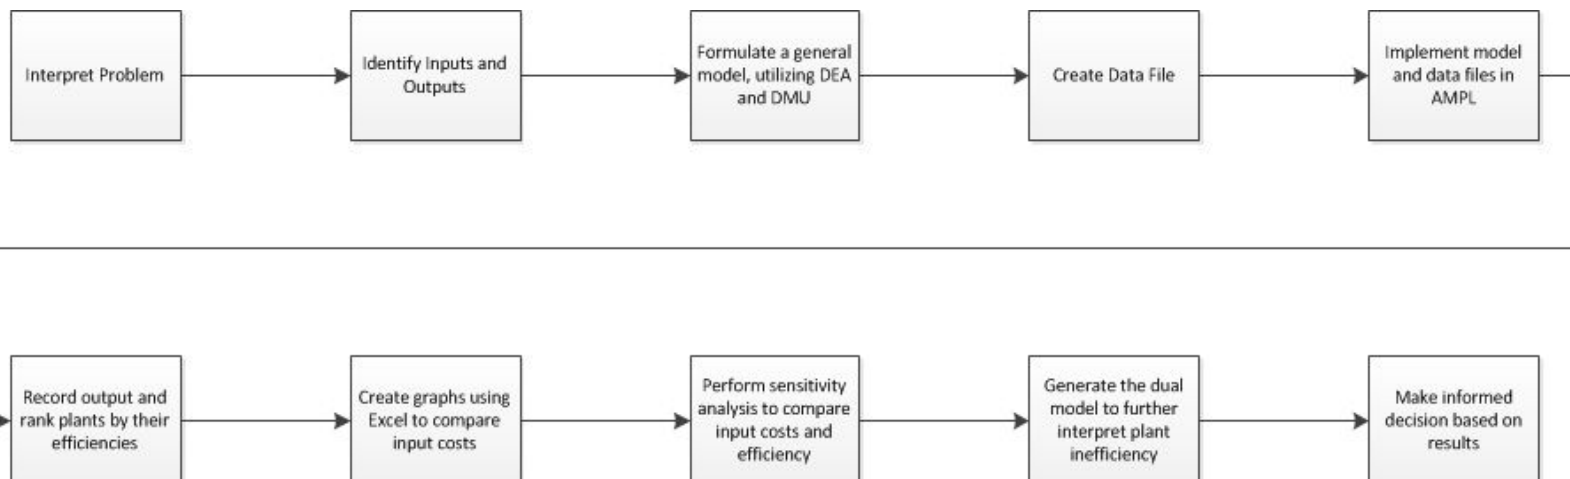 Interpret Problem
Identify Inputs and
Outputs
Formulate a general
model, utilizing DEA
and DMU
Create Data File
Implement model
and data files in
AMPL
Record output and
rank plants by their
efficiencies
Create graphs using
Excel to compare
input costs
Perform sensitivity
analysis to compare
input costs and
efficiency
Generate the dual
model to further
interpret plant
inefficiency
Make informed
decision based on
results